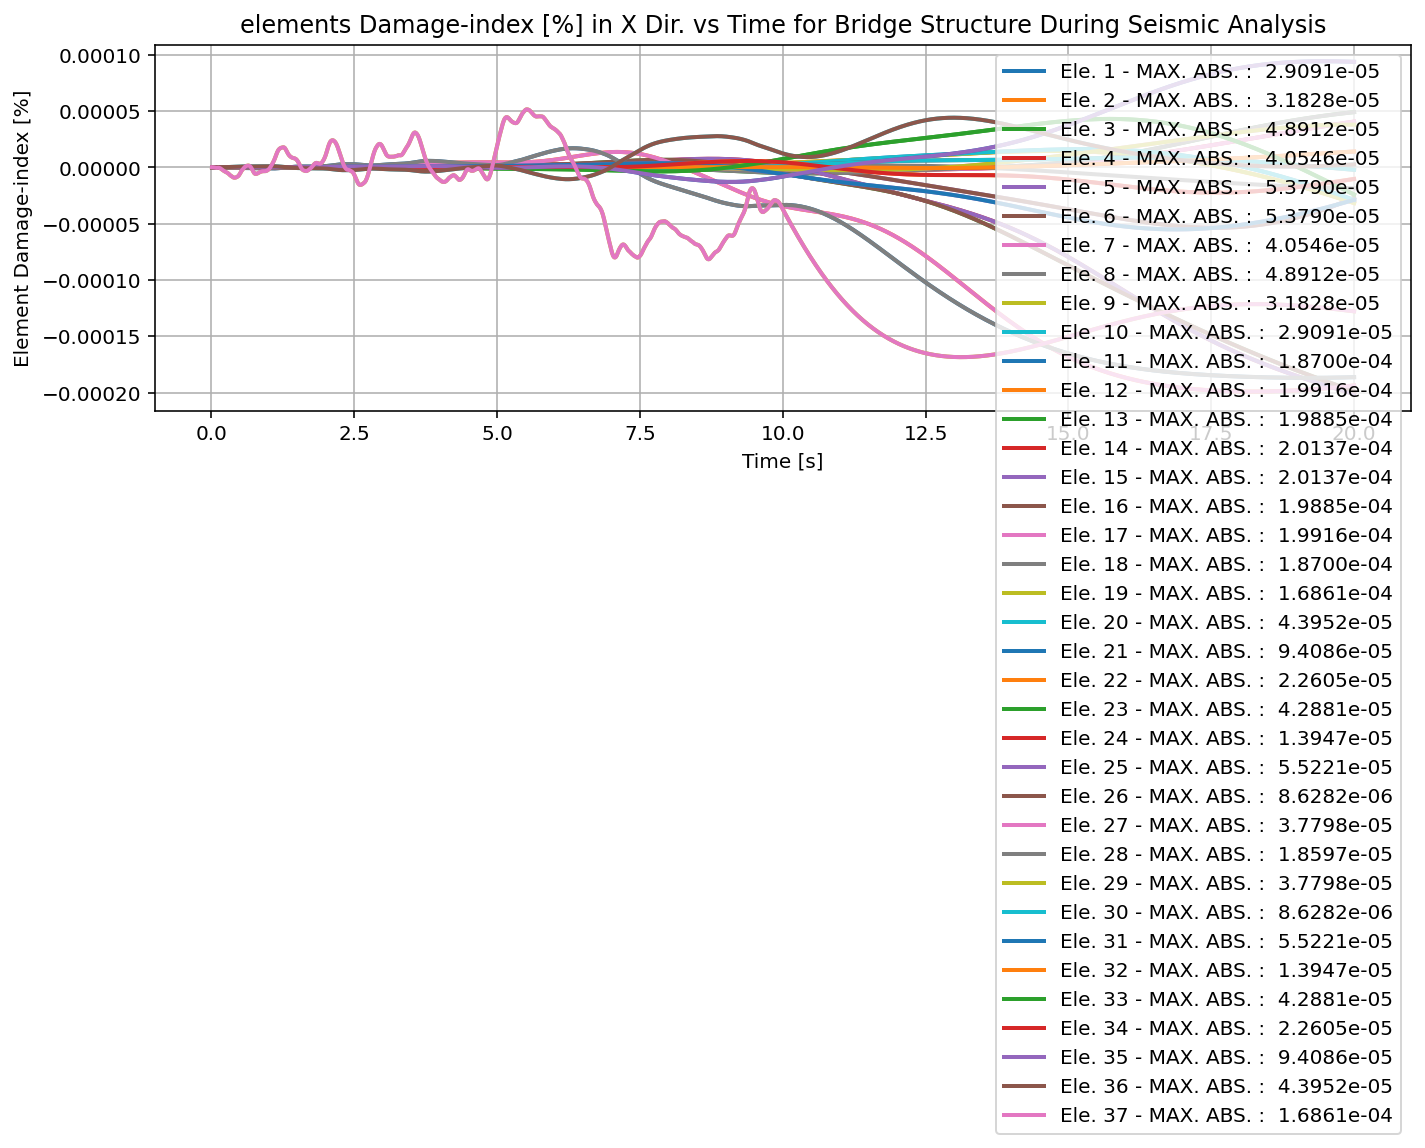 elements Damage-index [%] in X Dir. vs Time for Bridge Structure During Seismic Analysis
Element Damage-index [%]
0.00010
0.00005
0.00000
−0.00005
−0.00010
−0.00015
−0.00020
0.0 2.5 5.0 7.5 10.0 12.5 15.0 17.5 20.0
Time [s]
Ele. 1 - MAX. ABS. : 2.9091e-05
Ele. 2 - MAX. ABS. : 3.1828e-05
Ele. 3 - MAX. ABS. : 4.8912e-05
Ele. 4 - MAX. ABS. : 4.0546e-05
Ele. 5 - MAX. ABS. : 5.3790e-05
Ele. 6 - MAX. ABS. : 5.3790e-05
Ele. 7 - MAX. ABS. : 4.0546e-05
Ele. 8 - MAX. ABS. : 4.8912e-05
Ele. 9 - MAX. ABS. : 3.1828e-05
Ele. 10 - MAX. ABS. : 2.9091e-05
Ele. 11 - MAX. ABS. : 1.8700e-04
Ele. 12 - MAX. ABS. : 1.9916e-04
Ele. 13 - MAX. ABS. : 1.9885e-04
Ele. 14 - MAX. ABS. : 2.0137e-04
Ele. 15 - MAX. ABS. : 2.0137e-04
Ele. 16 - MAX. ABS. : 1.9885e-04
Ele. 17 - MAX. ABS. : 1.9916e-04
Ele. 18 - MAX. ABS. : 1.8700e-04
Ele. 19 - MAX. ABS. : 1.6861e-04
Ele. 20 - MAX. ABS. : 4.3952e-05
Ele. 21 - MAX. ABS. : 9.4086e-05
Ele. 22 - MAX. ABS. : 2.2605e-05
Ele. 23 - MAX. ABS. : 4.2881e-05
Ele. 24 - MAX. ABS. : 1.3947e-05
Ele. 25 - MAX. ABS. : 5.5221e-05
Ele. 26 - MAX. ABS. : 8.6282e-06
Ele. 27 - MAX. ABS. : 3.7798e-05
Ele. 28 - MAX. ABS. : 1.8597e-05
Ele. 29 - MAX. ABS. : 3.7798e-05
Ele. 30 - MAX. ABS. : 8.6282e-06
Ele. 31 - MAX. ABS. : 5.5221e-05
Ele. 32 - MAX. ABS. : 1.3947e-05
Ele. 33 - MAX. ABS. : 4.2881e-05
Ele. 34 - MAX. ABS. : 2.2605e-05
Ele. 35 - MAX. ABS. : 9.4086e-05
Ele. 36 - MAX. ABS. : 4.3952e-05
Ele. 37 - MAX. ABS. : 1.6861e-04